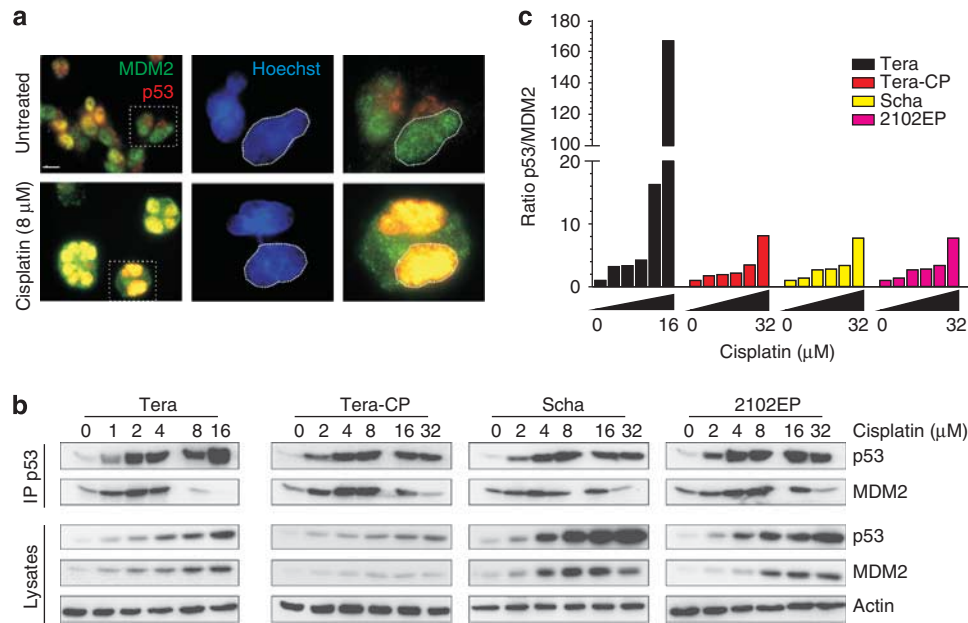 a
MDM2
p53
Hoechst
Untreated
Cisplatin (8 μM)
c
Ratio p53/MDM2
180
160
140
120
100
20
10
0
Tera
Tera-CP
Scha
2102EP
0 16 0 32 0 32 0 32
Cisplatin (μM)
b
Tera Tera-CP Scha 2102EP
0 1 2 4 8 16 0 2 4 8 16 32 0 2 4 8 16 32 0 2 4 8 16 32 Cisplatin (μM)
IP p53
p53
MDM2
Lysates
p53
MDM2
Actin